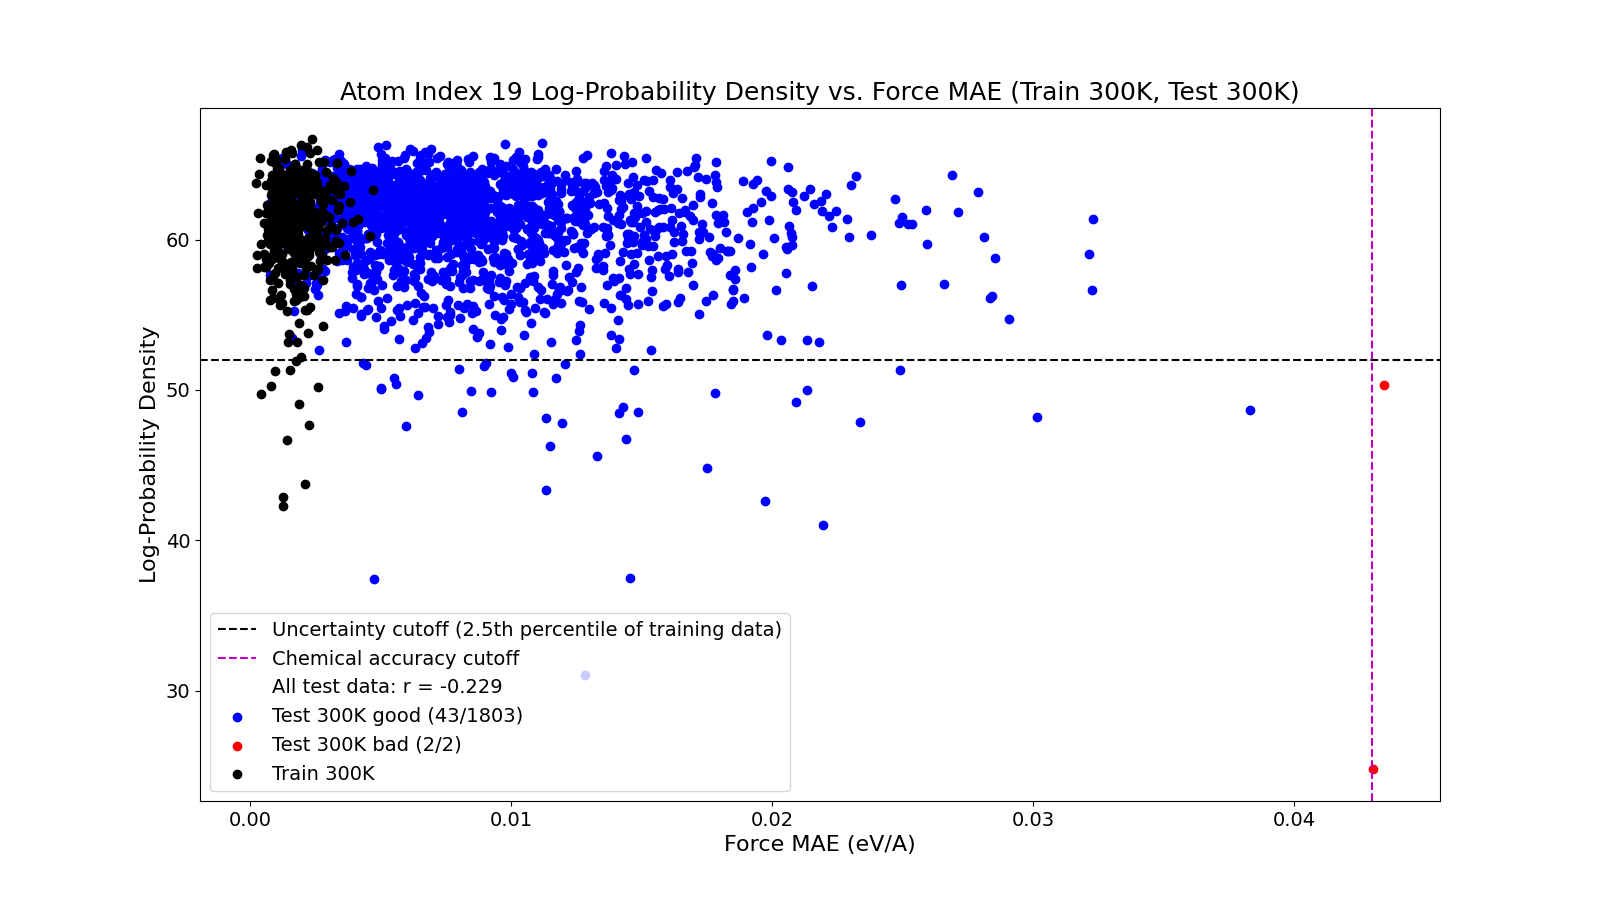 Atom Index 19 Log-Probability Density vs. Force MAE (Train 300K, Test 300K)
Log-Probability Density
60
50
40
30
Uncertainty cutoff (2.5th percentile of training data)
Chemical accuracy cutoff
All test data: r = -0.229
Test 300K good (43/1803)
Test 300K bad (2/2)
Train 300K
0.00 0.01 0.02 0.03 0.04
Force MAE (eV/A)